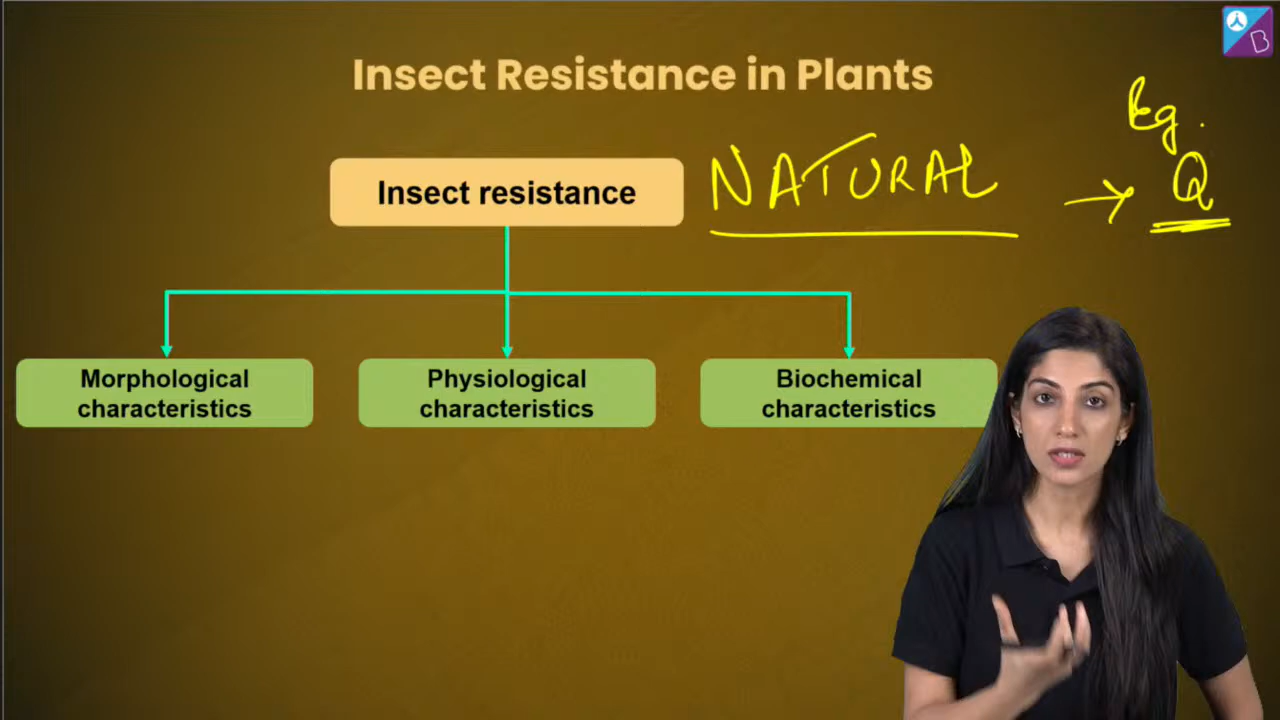 Insect Resistance in Plants
Eg.
Insect resistance NATURAL → Q
Morphological
characteristics
Physiological
characteristics
Biochemical
characteristics
B